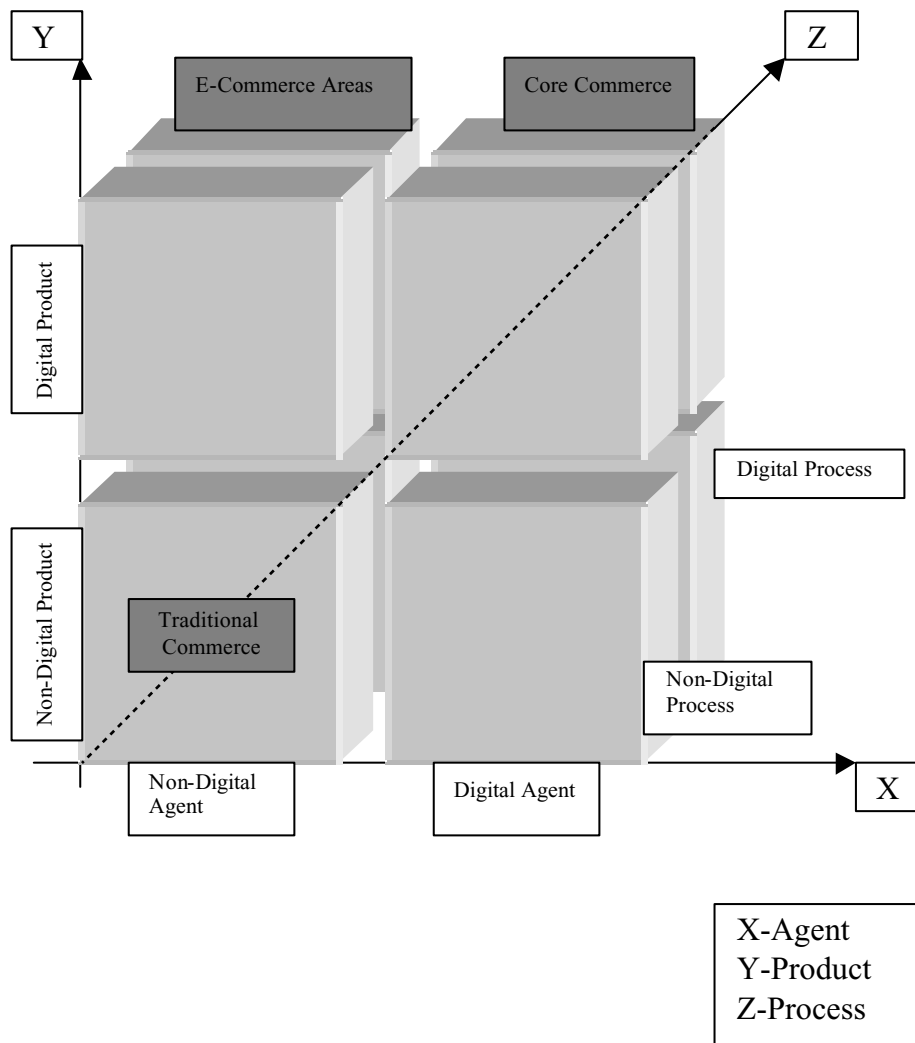 Y
Z
E-Commerce Areas
Core Commerce
Digital Product
Digital Process
Non-Digital Product
Traditional
Commerce
Non-Digital
Process
Non-Digital
Agent
Digital Agent
X
X-Agent
Y-Product
Z-Process